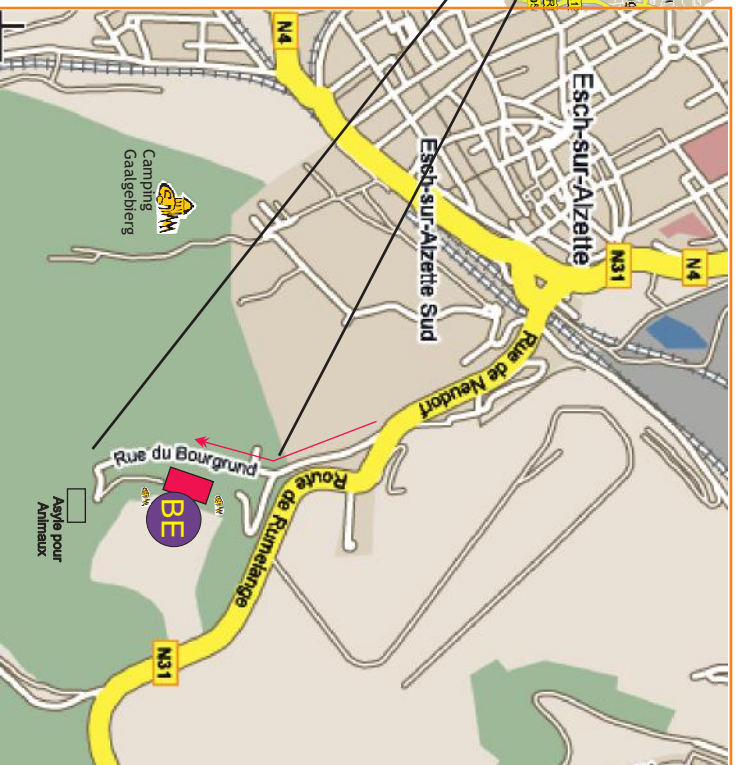 N4
Esch-sur-Alzette
N31
N4
Esch-sur-Alzette Sud
Camping
Gaalgebierg
Rue de Neudorf
Route de Rumelange
Rue du Bourgrund
BE
Asyle pour
Animaux
N31